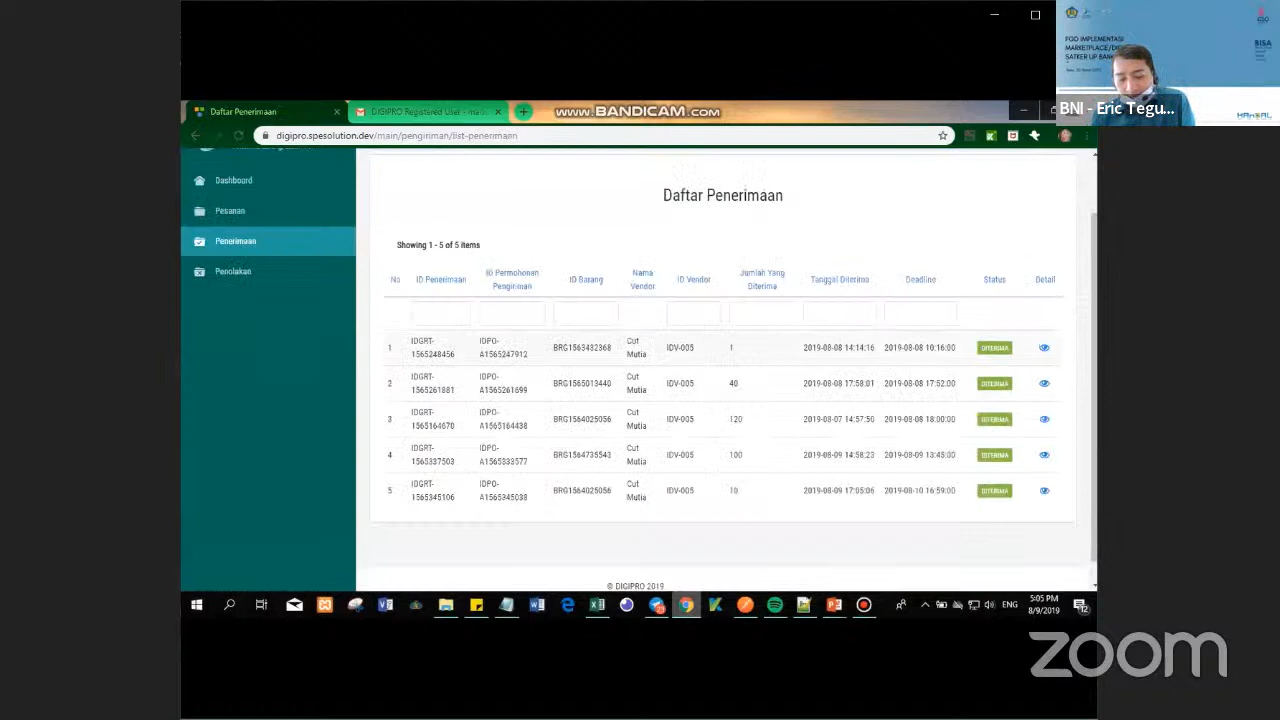 FGD IMPLEMENTASI
SATKER UP
BISA
BNI - Eric Tegu...
Daftar Penerimaan
DIGIPRO Registered User -
WWW.BANDICAM.COM
digipro.spesolution.dev/main/pengiriman/list-penerimaan
Dashboard
Pesanan
Penerimaan
Penolakan
Daftar Penerimaan
Showing 1 - 5 of 5 items
No ID Penerimaan ID Permohonan Pengiriman ID Barang Nama Vendor ID Vendor Jumlah Yang Diterima Tanggal Diterima Deadline Status Detail
1 IDGRT-1565248456 IDPO-A1565247912 BRG1563432368 Cut Mutia IDV-005 1 2019-08-08 14:14:16 2019-08-08 10:16:00 DITERIMA
2 IDGRT-1565261881 IDPO-A1565261699 BRG1565013440 Cut Mutia IDV-005 40 2019-08-08 17:58:01 2019-08-08 17:52:00 DITERIMA
3 IDGRT-1565164670 IDPO-A1565164438 BRG1564025056 Cut Mutia IDV-005 120 2019-08-07 14:57:50 2019-08-08 18:00:00 DITERIMA
4 IDGRT-1565337503 IDPO-A1565333577 BRG1564735543 Cut Mutia IDV-005 100 2019-08-09 14:58:23 2019-08-09 13:45:00 DITERIMA
5 IDGRT-1565345106 IDPO-A1565345038 BRG1564025056 Cut Mutia IDV-005 10 2019-08-09 17:05:06 2019-08-10 16:59:00 DITERIMA
© DIGIPRO 2019
ENG
5:05 PM
8/9/2019
zoom